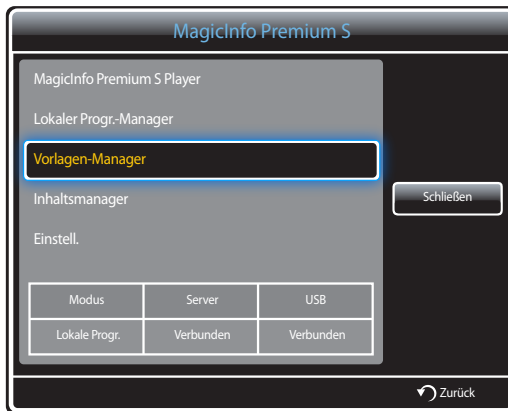 MagicInfo Premium S
MagicInfo Premium S Player
Lokaler Progr.-Manager
Vorlagen-Manager
Inhaltsmanager
Schließen
Einstell.
Modus Server USB
Lokale Progr. Verbunden Verbunden
Zurück